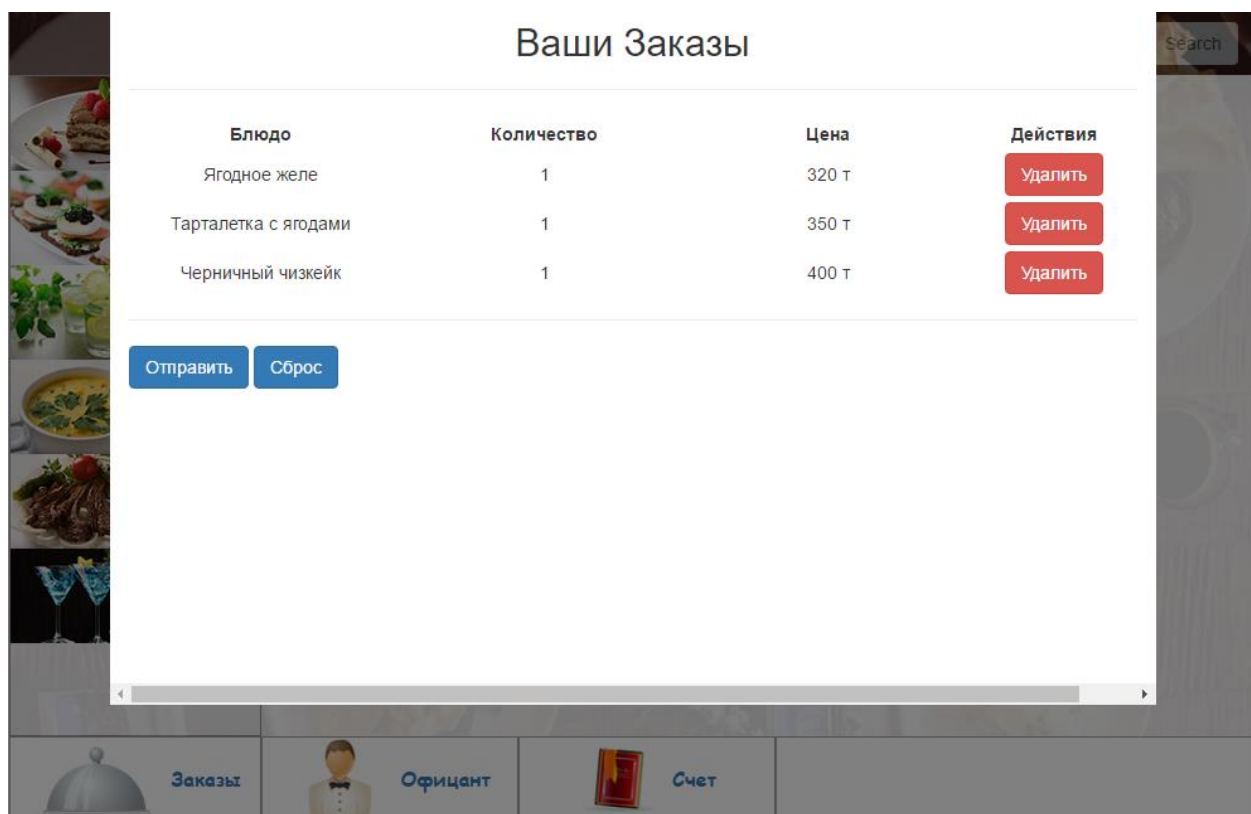 Ваши Заказы
Search
Блюдо Количество Цена Действия
Ягодное желе 1 320 т Удалить
Тарталетка с ягодами 1 350 т Удалить
Черничный чизкейк 1 400 т Удалить
Отправить Сброс
Заказы Официант Счет